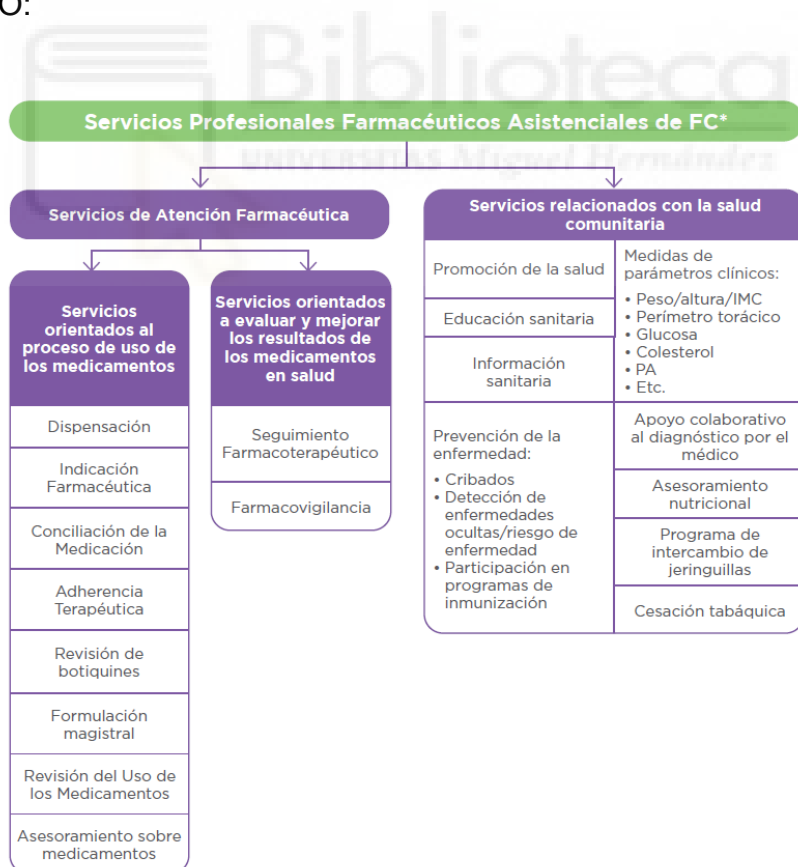 O:
Biblioteca
UNIVERSITAS Miguel Hernández
Servicios Profesionales Farmacéuticos Asistenciales de FC*
Servicios de Atención Farmacéutica
Servicios
orientados al
proceso de uso de
los medicamentos
Dispensación
Indicación
Farmacéutica
Conciliación de la
Medicación
Adherencia
Terapéutica
Revisión de
botiquines
Formulación
magistral
Revisión del Uso de
los Medicamentos
Asesoramiento sobre
medicamentos
Servicios orientados
a evaluar y mejorar
los resultados de
los medicamentos
en salud
Seguimiento
Farmacoterapéutico
Farmacovigilancia
Servicios relacionados con la salud
comunitaria
Promoción de la salud
Educación sanitaria
Información
sanitaria
Prevención de la
enfermedad:
• Cribados
• Detección de
enfermedades
ocultas/riesgo de
enfermedad
• Participación en
programas de
inmunización
Medidas de
parámetros clínicos:
• Peso/altura/IMC
• Perímetro torácico
• Glucosa
• Colesterol
• PA
• Etc.
Apoyo colaborativo
al diagnóstico por el
médico
Asesoramiento
nutricional
Programa de
intercambio de
jeringuillas
Cesación tabáquica